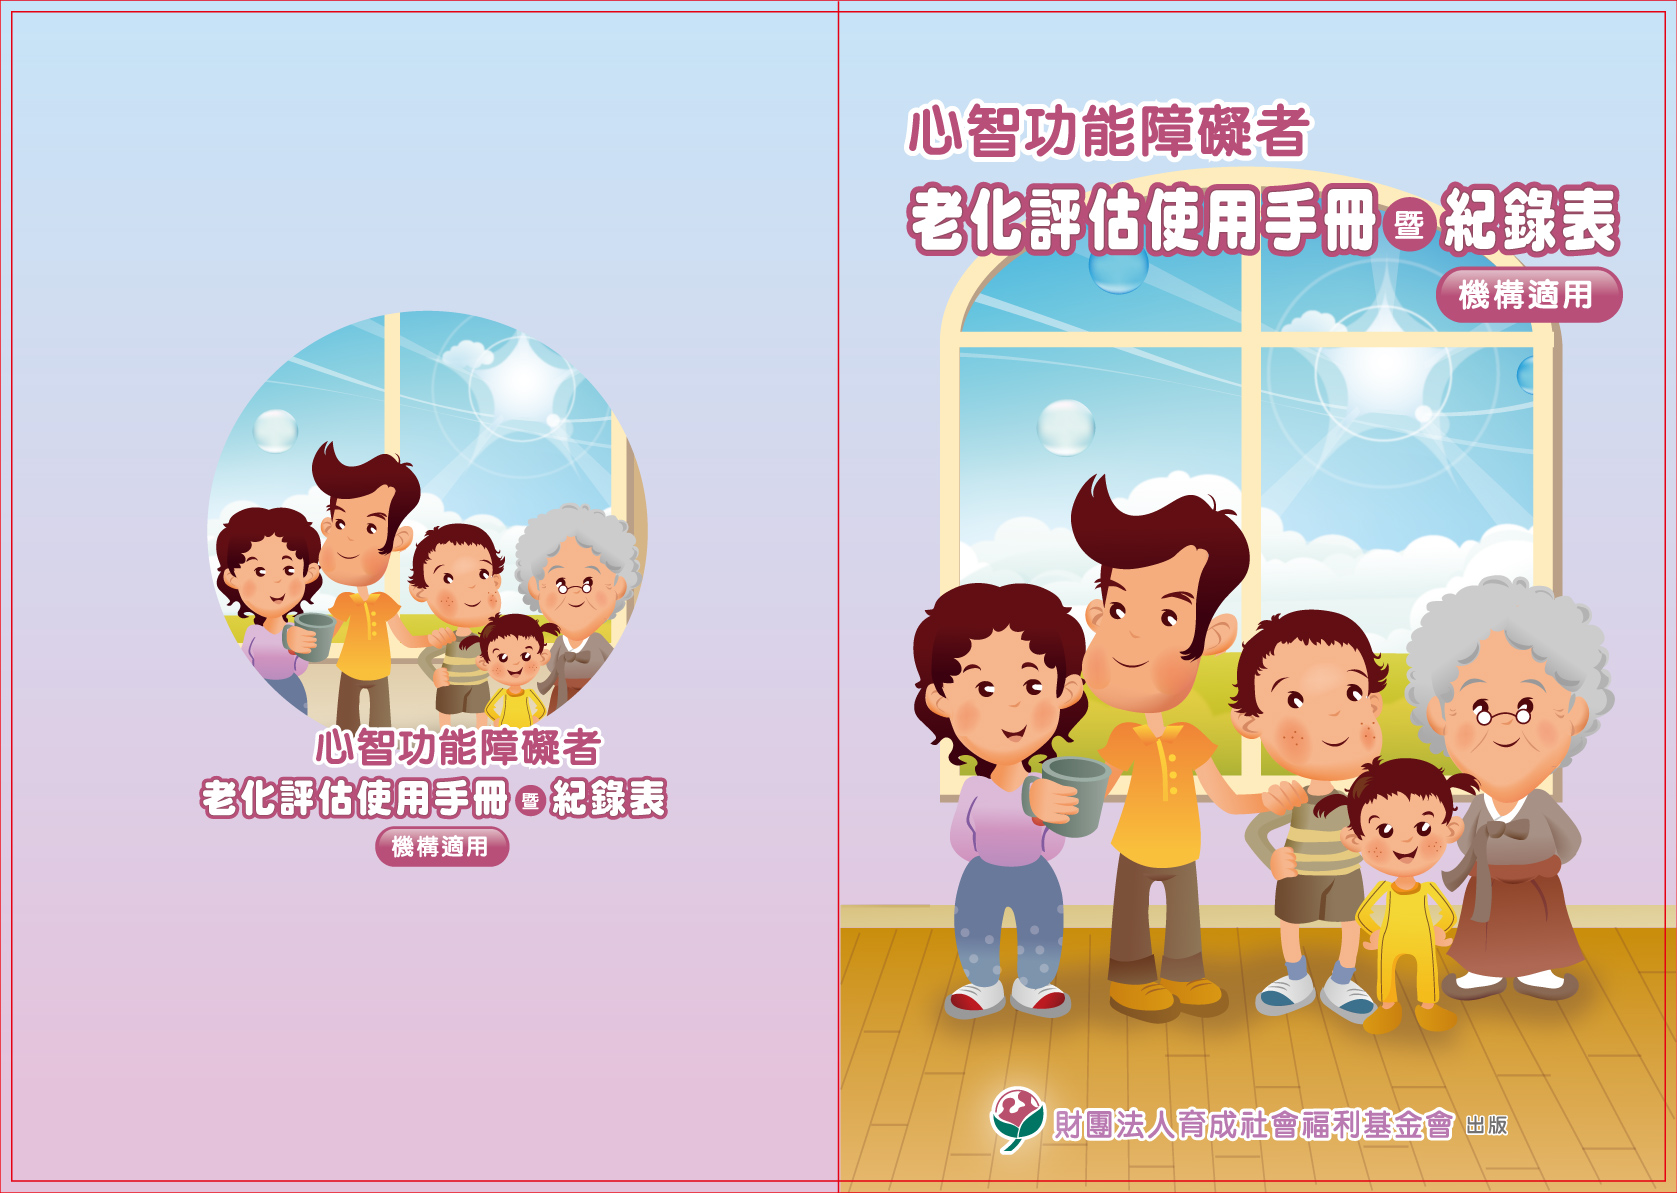 心智功能障礙者
老化評估使用手冊暨紀錄表
機構適用
心智功能障礙者
老化評估使用手冊暨紀錄表
機構適用
財團法人育成社會福利基金會 出版